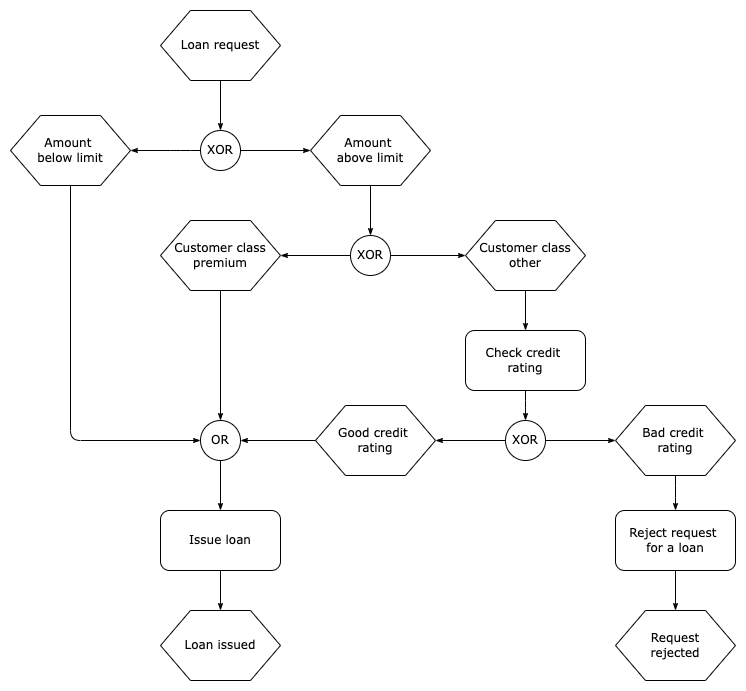 Loan request
Amount
below limit
XOR
Amount
above limit
Customer class
premium
XOR
Customer class
other
Check credit
rating
OR
Good credit
rating
XOR
Bad credit
rating
Issue loan
Reject request
for a loan
Loan issued
Request
rejected